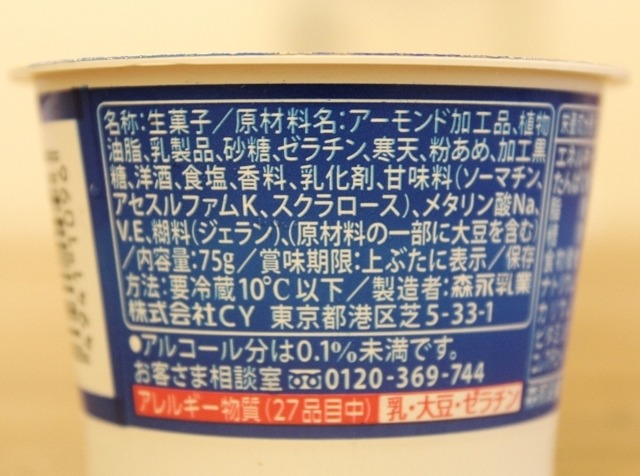 名称:生菓子/原材料名:アーモンド加工品、植物
油脂、乳製品、砂糖、ゼラチン、寒天、粉あめ、加工黒
糖、洋酒、食塩、香料、乳化剤、甘味料(ソーマチン、
アセスルファムK、スクラロース)、メタリン酸Na、
V.E、糊料(ジェラン)、(原材料の一部に大豆を含む)
/内容量:75g/賞味期限:上ぶたに表示/保存
方法:要冷蔵10℃以下/製造者:森永乳業
株式会社CY 東京都港区芝5-33-1
●アルコール分は0.1%未満です。
お客さま相談室 0120-369-744
アレルギー物質(27品目中) 乳・大豆・ゼラチン